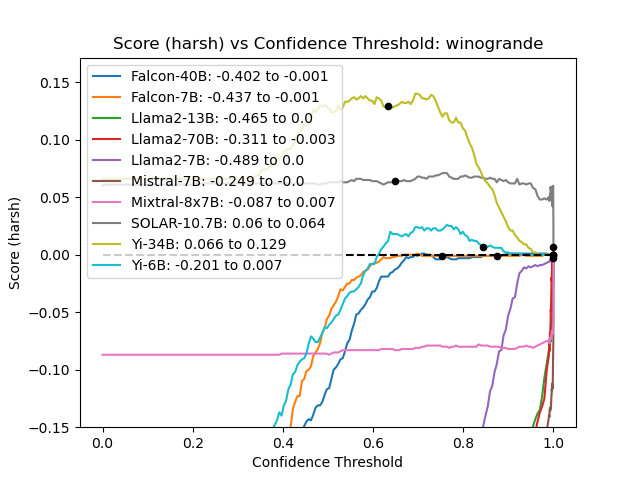 Score (harsh) vs Confidence Threshold: winogrande
Falcon-40B: -0.402 to -0.001
Falcon-7B: -0.437 to -0.001
Llama2-13B: -0.465 to 0.0
Llama2-70B: -0.311 to -0.003
Llama2-7B: -0.489 to 0.0
Mistral-7B: -0.249 to -0.0
Mixtral-8x7B: -0.087 to 0.007
SOLAR-10.7B: 0.06 to 0.064
Yi-34B: 0.066 to 0.129
Yi-6B: -0.201 to 0.007
Score (harsh)
0.15
0.10
0.05
0.00
−0.05
−0.10
−0.15
0.0 0.2 0.4 0.6 0.8 1.0
Confidence Threshold